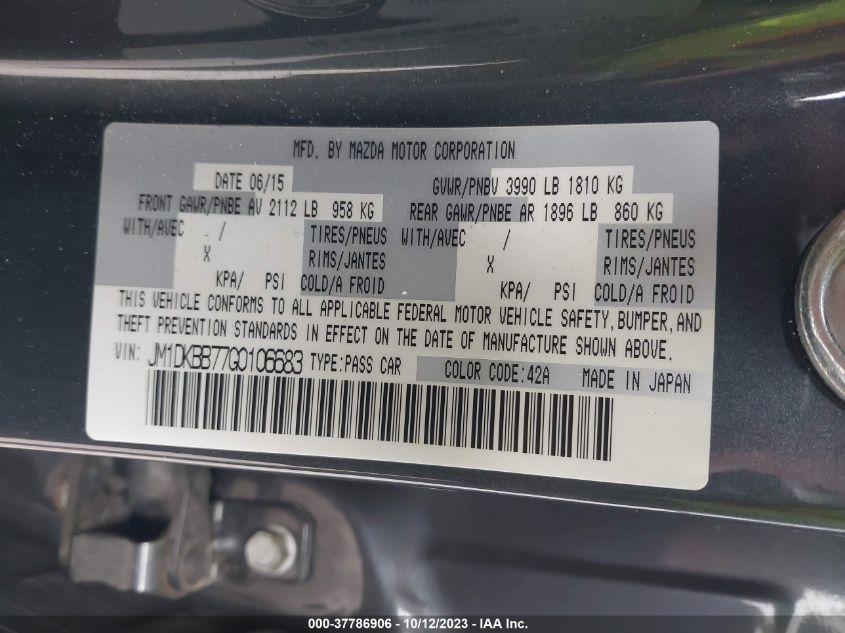 MFD. BY MAZDA MOTOR CORPORATION
DATE 06/15
GVWR/PNBV 3990 LB 1810 KG
FRONT GAWR/PNBE AV 2112 LB 958 KG
REAR GAWR/PNBE AR 1896 LB 860 KG
WITH/AVEC / TIRES/PNEUS WITH/AVEC / TIRES/PNEUS
X RIMS/JANTES X RIMS/JANTES
KPA/ PSI COLD/A FROID KPA/ PSI COLD/A FROID
THIS VEHICLE CONFORMS TO ALL APPLICABLE FEDERAL MOTOR VEHICLE SAFETY, BUMPER, AND
THEFT PREVENTION STANDARDS IN EFFECT ON THE DATE OF MANUFACTURE SHOWN ABOVE.
VIN: JM1DKBB77G0106683 TYPE:PASS CAR COLOR CODE:42A MADE IN JAPAN
000-37786906 - 10/12/2023 - IAA Inc.